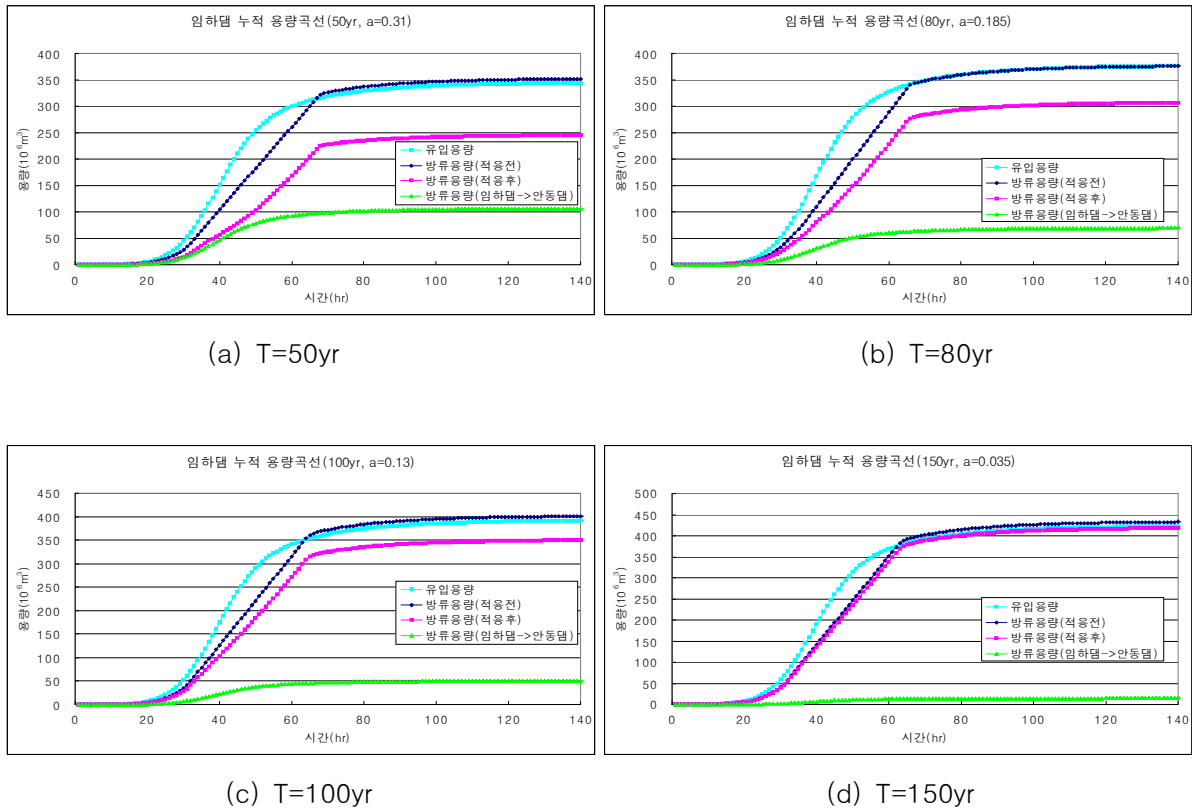 임하댐 누적 용량곡선(50yr, a=0.31)
용량(10⁶m³)
400
350
300
250
200
150
100
50
0
유입용량
방류용량(적용전)
방류용량(적용후)
방류용량(임하댐->안동댐)
0 20 40 60 80 100 120 140
시간(hr)
(a) T=50yr
임하댐 누적 용량곡선(80yr, a=0.185)
용량(10⁶m³)
400
350
300
250
200
150
100
50
0
유입용량
방류용량(적용전)
방류용량(적용후)
방류용량(임하댐->안동댐)
0 20 40 60 80 100 120 140
시간(hr)
(b) T=80yr
임하댐 누적 용량곡선(100yr, a=0.13)
용량(10⁶m³)
450
400
350
300
250
200
150
100
50
0
유입용량
방류용량(적용전)
방류용량(적용후)
방류용량(임하댐->안동댐)
0 20 40 60 80 100 120 140
시간(hr)
(c) T=100yr
임하댐 누적 용량곡선(150yr, a=0.035)
용량(10⁶m³)
500
450
400
350
300
250
200
150
100
50
0
유입용량
방류용량(적용전)
방류용량(적용후)
방류용량(임하댐->안동댐)
0 20 40 60 80 100 120 140
시간(hr)
(d) T=150yr